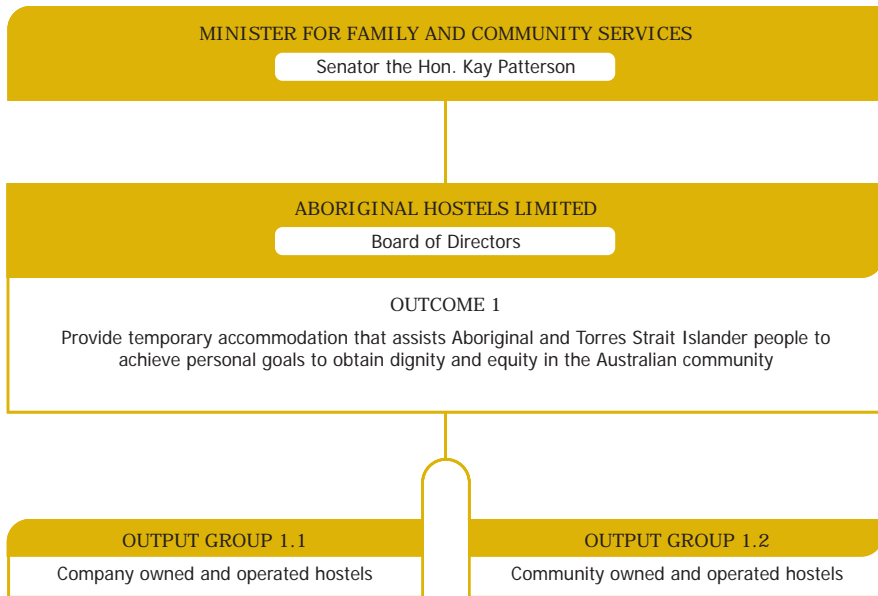 MINISTER FOR FAMILY AND COMMUNITY SERVICES
Senator the Hon. Kay Patterson
ABORIGINAL HOSTELS LIMITED
Board of Directors
OUTCOME 1
Provide temporary accommodation that assists Aboriginal and Torres Strait Islander people to
achieve personal goals to obtain dignity and equity in the Australian community
OUTPUT GROUP 1.1
Company owned and operated hostels
OUTPUT GROUP 1.2
Community owned and operated hostels